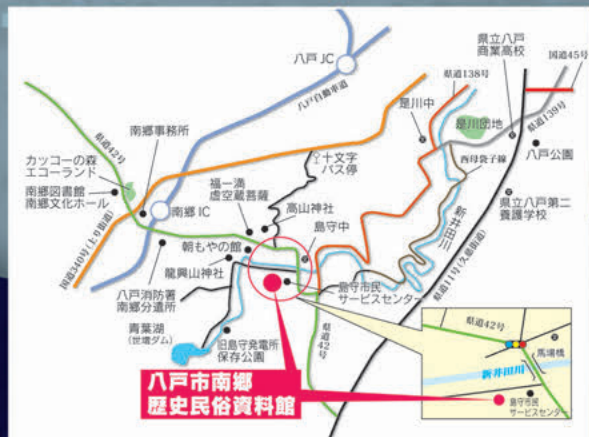 八戸JC
八戸自動車道
県立八戸
商業高校
国道45号
県道138号
県道139号
是川中
是川団地
八戸公園
西母袋子線
県立八戸第二
養護学校
新井田川
県道11号(久慈街道)
県道42号
南郷事務所
カッコーの森
エコーランド
南郷図書館
南郷文化ホール
南郷IC
国道340号(上り街道)
十文字
バス停
福一満
虚空蔵菩薩
高山神社
島守中
朝もやの館
龍興山神社
八戸消防署
南郷分遣所
青葉湖
(世増ダム)
旧島守発電所
保存公園
島守市民
サービスセンター
県道42号
八戸市南郷
歴史民俗資料館
県道42号
馬場橋
新井田川
島守市民
サービスセンター